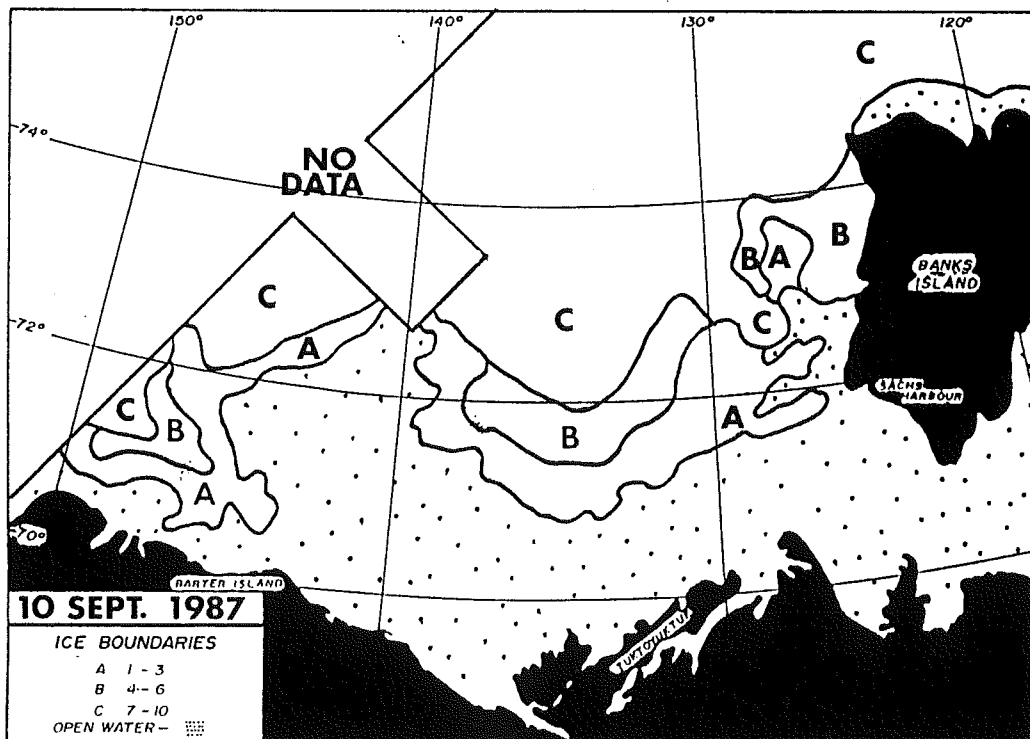 150°
140°
130°
120°
C
74°
NO
DATA
B
B
A
BANKS
ISLAND
C
C
72°
C
A
SACHS
HARBOUR
C
B
A
B
A
70°
BARTER ISLAND
TUKTOYUKTUK
10 SEPT. 1987
ICE BOUNDARIES
A 1 - 3
B 4 - 6
C 7 - 10
OPEN WATER -